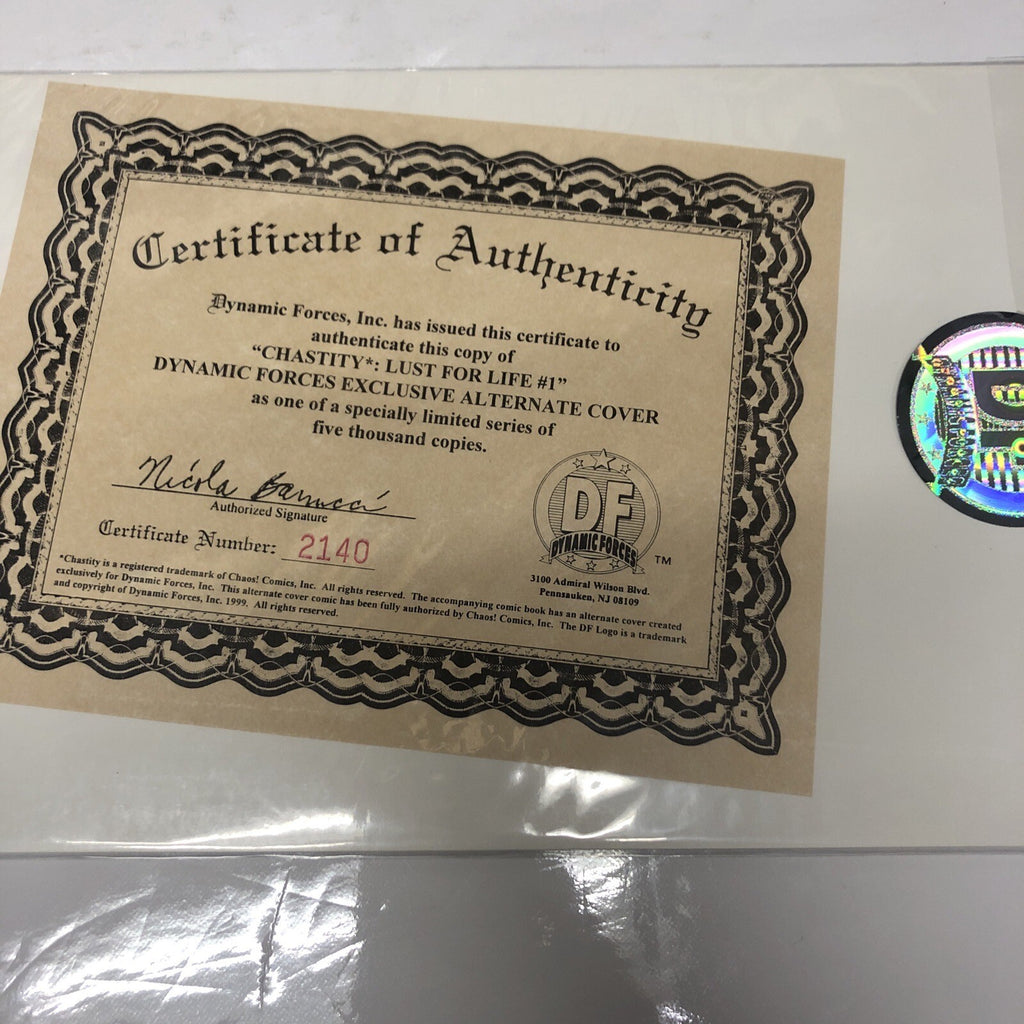 Certificate of Authenticity
Dynamic Forces, Inc. has issued this certificate to
authenticate this copy of
“CHASTITY*: LUST FOR LIFE #1”
DYNAMIC FORCES EXCLUSIVE ALTERNATE COVER
as one of a specially limited series of
five thousand copies.
Nicola Barrucci
Authorized Signature
Certificate Number: 2140
DF
DYNAMIC FORCES
TM
3100 Admiral Wilson Blvd.
Pennsauken, NJ 08109
*Chastity is a registered trademark of Chaos! Comics, Inc. All rights reserved. The accompanying comic book has an alternate cover created
exclusively for Dynamic Forces, Inc. This alternate cover comic has been fully authorized by Chaos! Comics, Inc. The DF Logo is a trademark
and copyright of Dynamic Forces, Inc. 1999. All rights reserved.